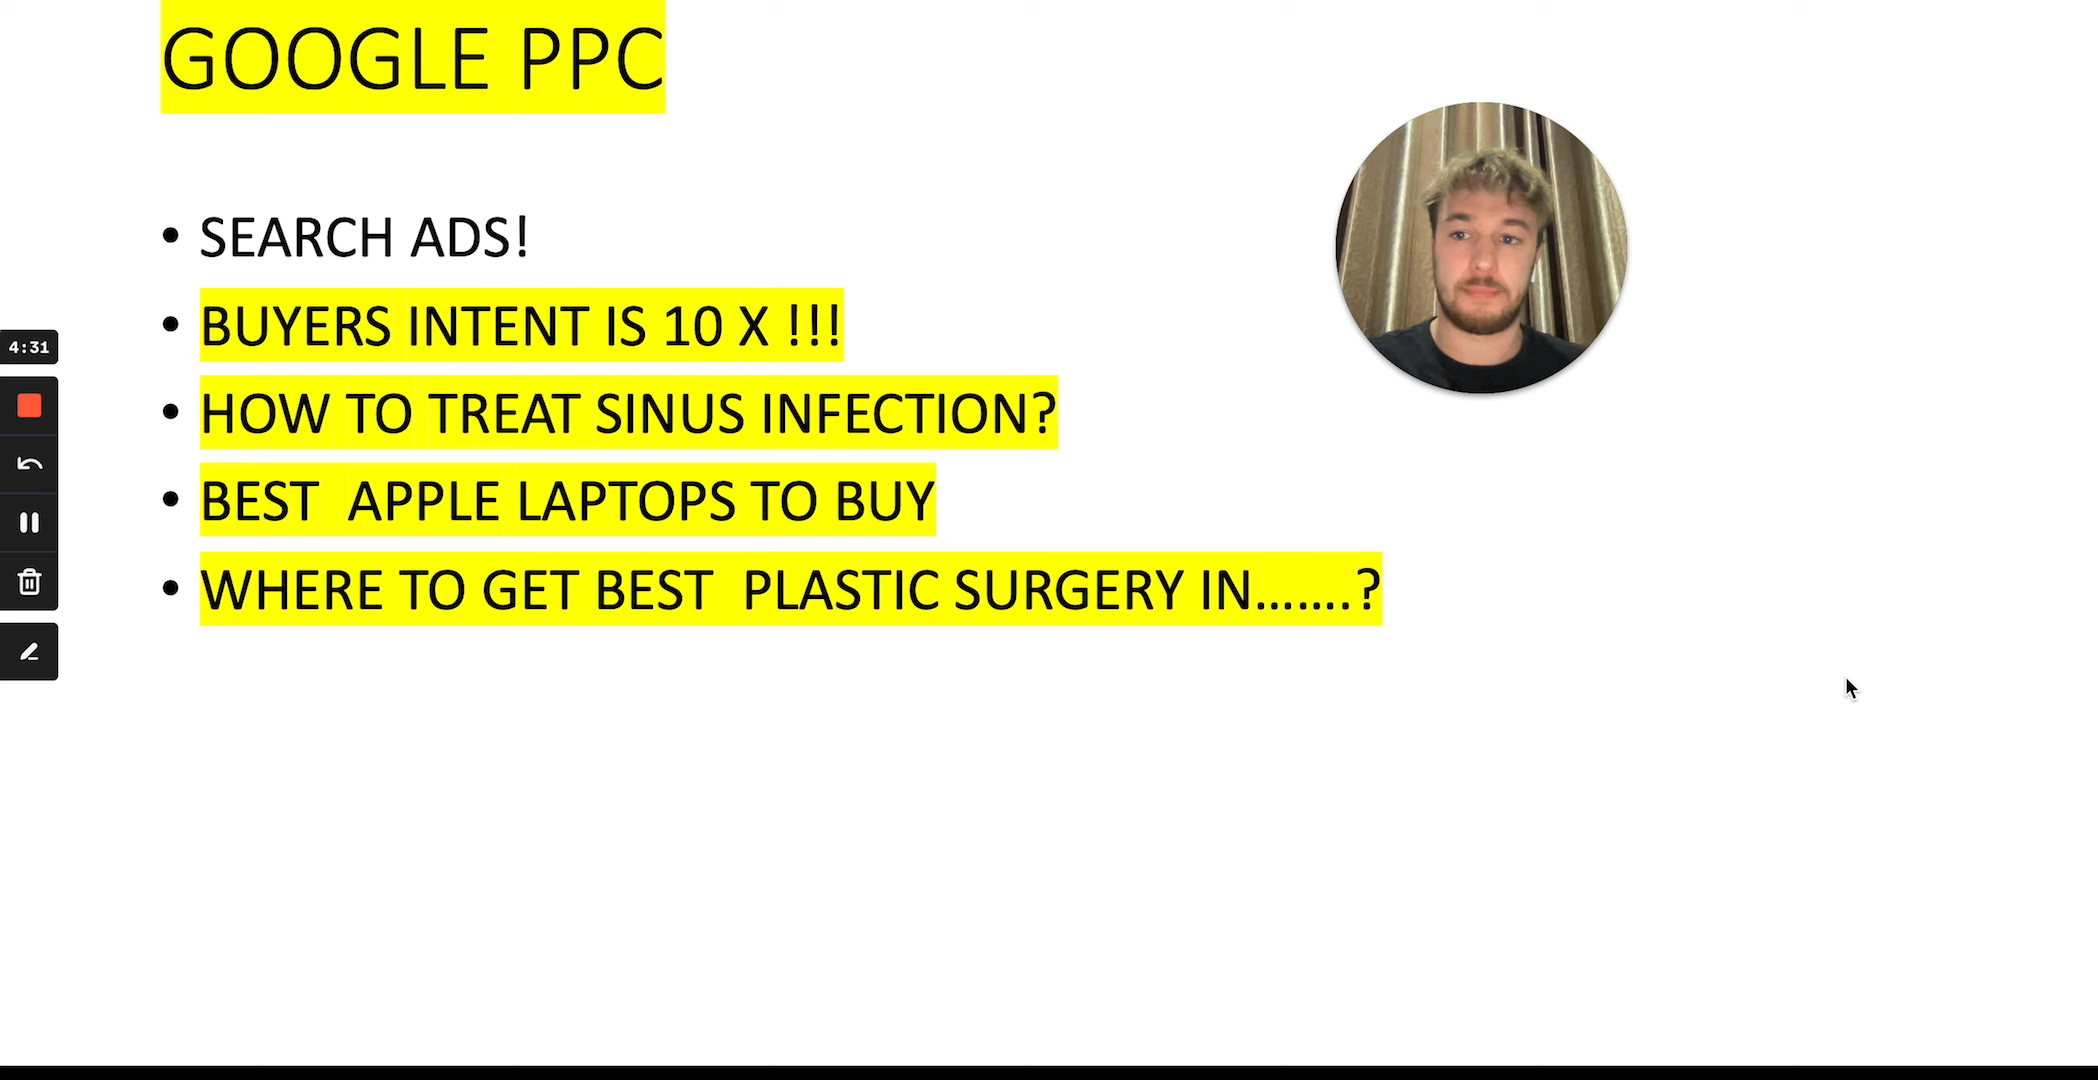 GOOGLE PPC
• SEARCH ADS!
• BUYERS INTENT IS 10 X !!!
• HOW TO TREAT SINUS INFECTION?
• BEST  APPLE LAPTOPS TO BUY
• WHERE TO GET BEST  PLASTIC SURGERY IN.......?
4:31